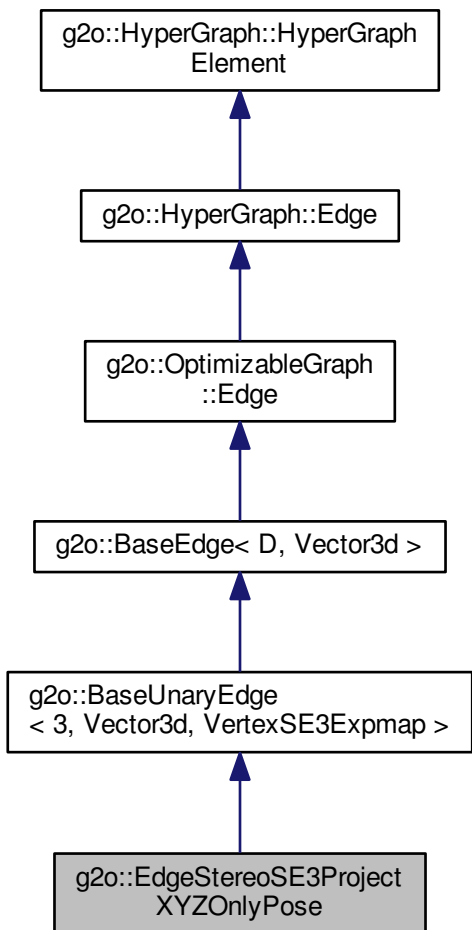 g2o::HyperGraph::HyperGraph
Element
g2o::HyperGraph::Edge
g2o::OptimizableGraph
::Edge
g2o::BaseEdge< D, Vector3d >
g2o::BaseUnaryEdge
< 3, Vector3d, VertexSE3Expmap >
g2o::EdgeStereoSE3Project
XYZOnlyPose